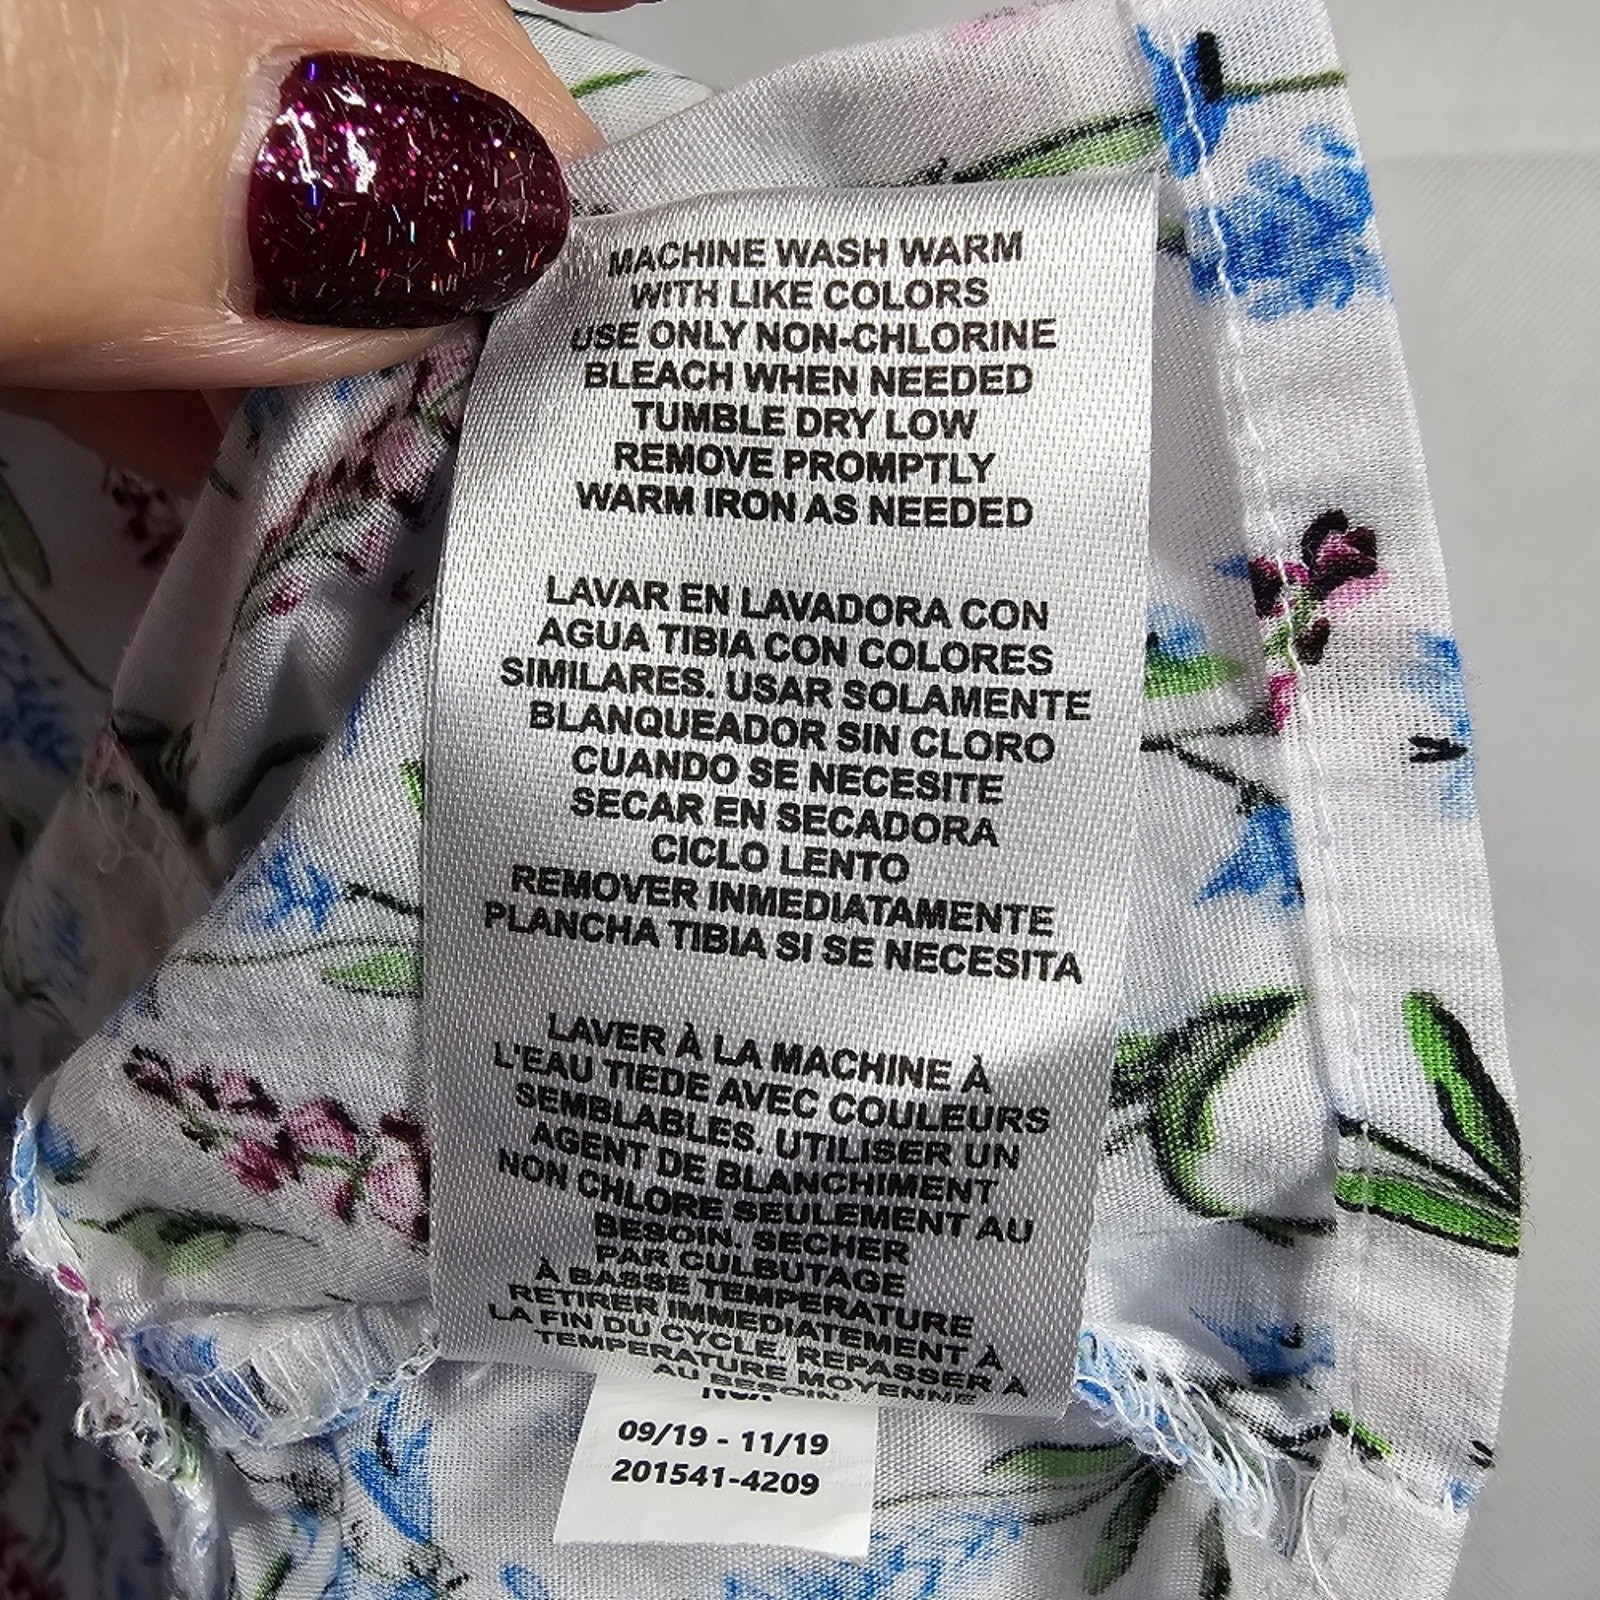 MACHINE WASH WARM
WITH LIKE COLORS
USE ONLY NON-CHLORINE
BLEACH WHEN NEEDED
TUMBLE DRY LOW
REMOVE PROMPTLY
WARM IRON AS NEEDED
LAVAR EN LAVADORA CON
AGUA TIBIA CON COLORES
SIMILARES. USAR SOLAMENTE
BLANQUEADOR SIN CLORO
CUANDO SE NECESITE
SECAR EN SECADORA
CICLO LENTO
REMOVER INMEDIATAMENTE
PLANCHA TIBIA SI SE NECESITA
LAVER À LA MACHINE À
L'EAU TIEDE AVEC COULEURS
SEMBLABLES. UTILISER UN
AGENT DE BLANCHIMENT
NON CHLORE SEULEMENT AU
BESOIN. SECHER
PAR CULBUTAGE
À BASSE TEMPERATURE
RETIRER IMMEDIATEMENT À
LA FIN DU CYCLE. REPASSER À
TEMPERATURE MOYENNE
AU BESOIN.
09/19 - 11/19
201541-4209